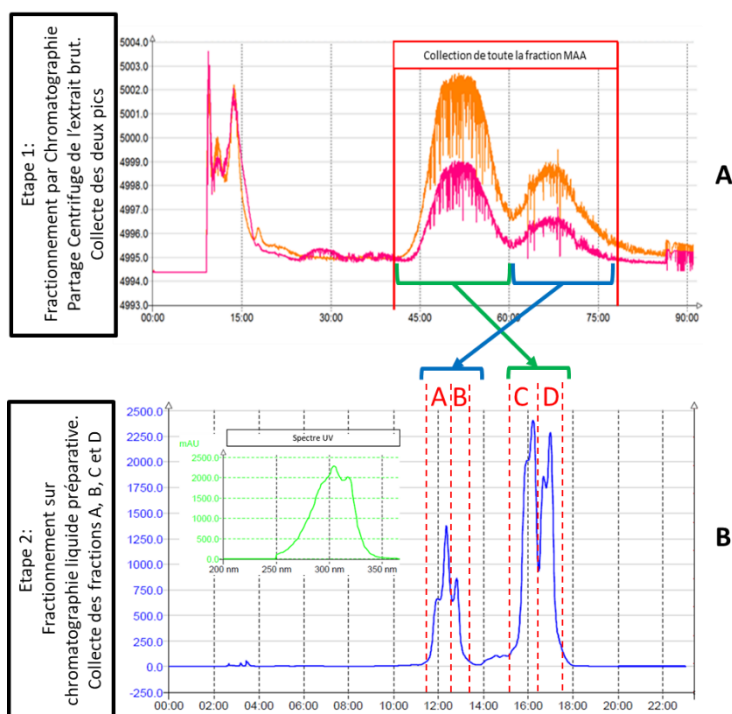 Etape 1:
Fractionnement par Chromatographie
Partage Centrifuge de l'extrait brut.
Collecte des deux pics
5004.0
5003.0
5002.0
5001.0
5000.0
4999.0
4998.0
4997.0
4996.0
4995.0
4994.0
4993.0
Collection de toute la fraction MAA
A
00:00 15:00 30:00 45:00 60:00 75:00 90:00
Etape 2:
Fractionnement sur
chromatographie liquide préparative.
Collecte des fractions A, B, C et D
A B C D
2500.0
2250.0
2000.0
1750.0
1500.0
1250.0
1000.0
750.0
500.0
250.0
0.0
-250.0
mAU
Spectre UV
2500.0
2000.0
1500.0
1000.0
500.0
0.0
200 nm 250 nm 300 nm 350 nm
B
00:00 02:00 04:00 06:00 08:00 10:00 12:00 14:00 16:00 18:00 20:00 22:00